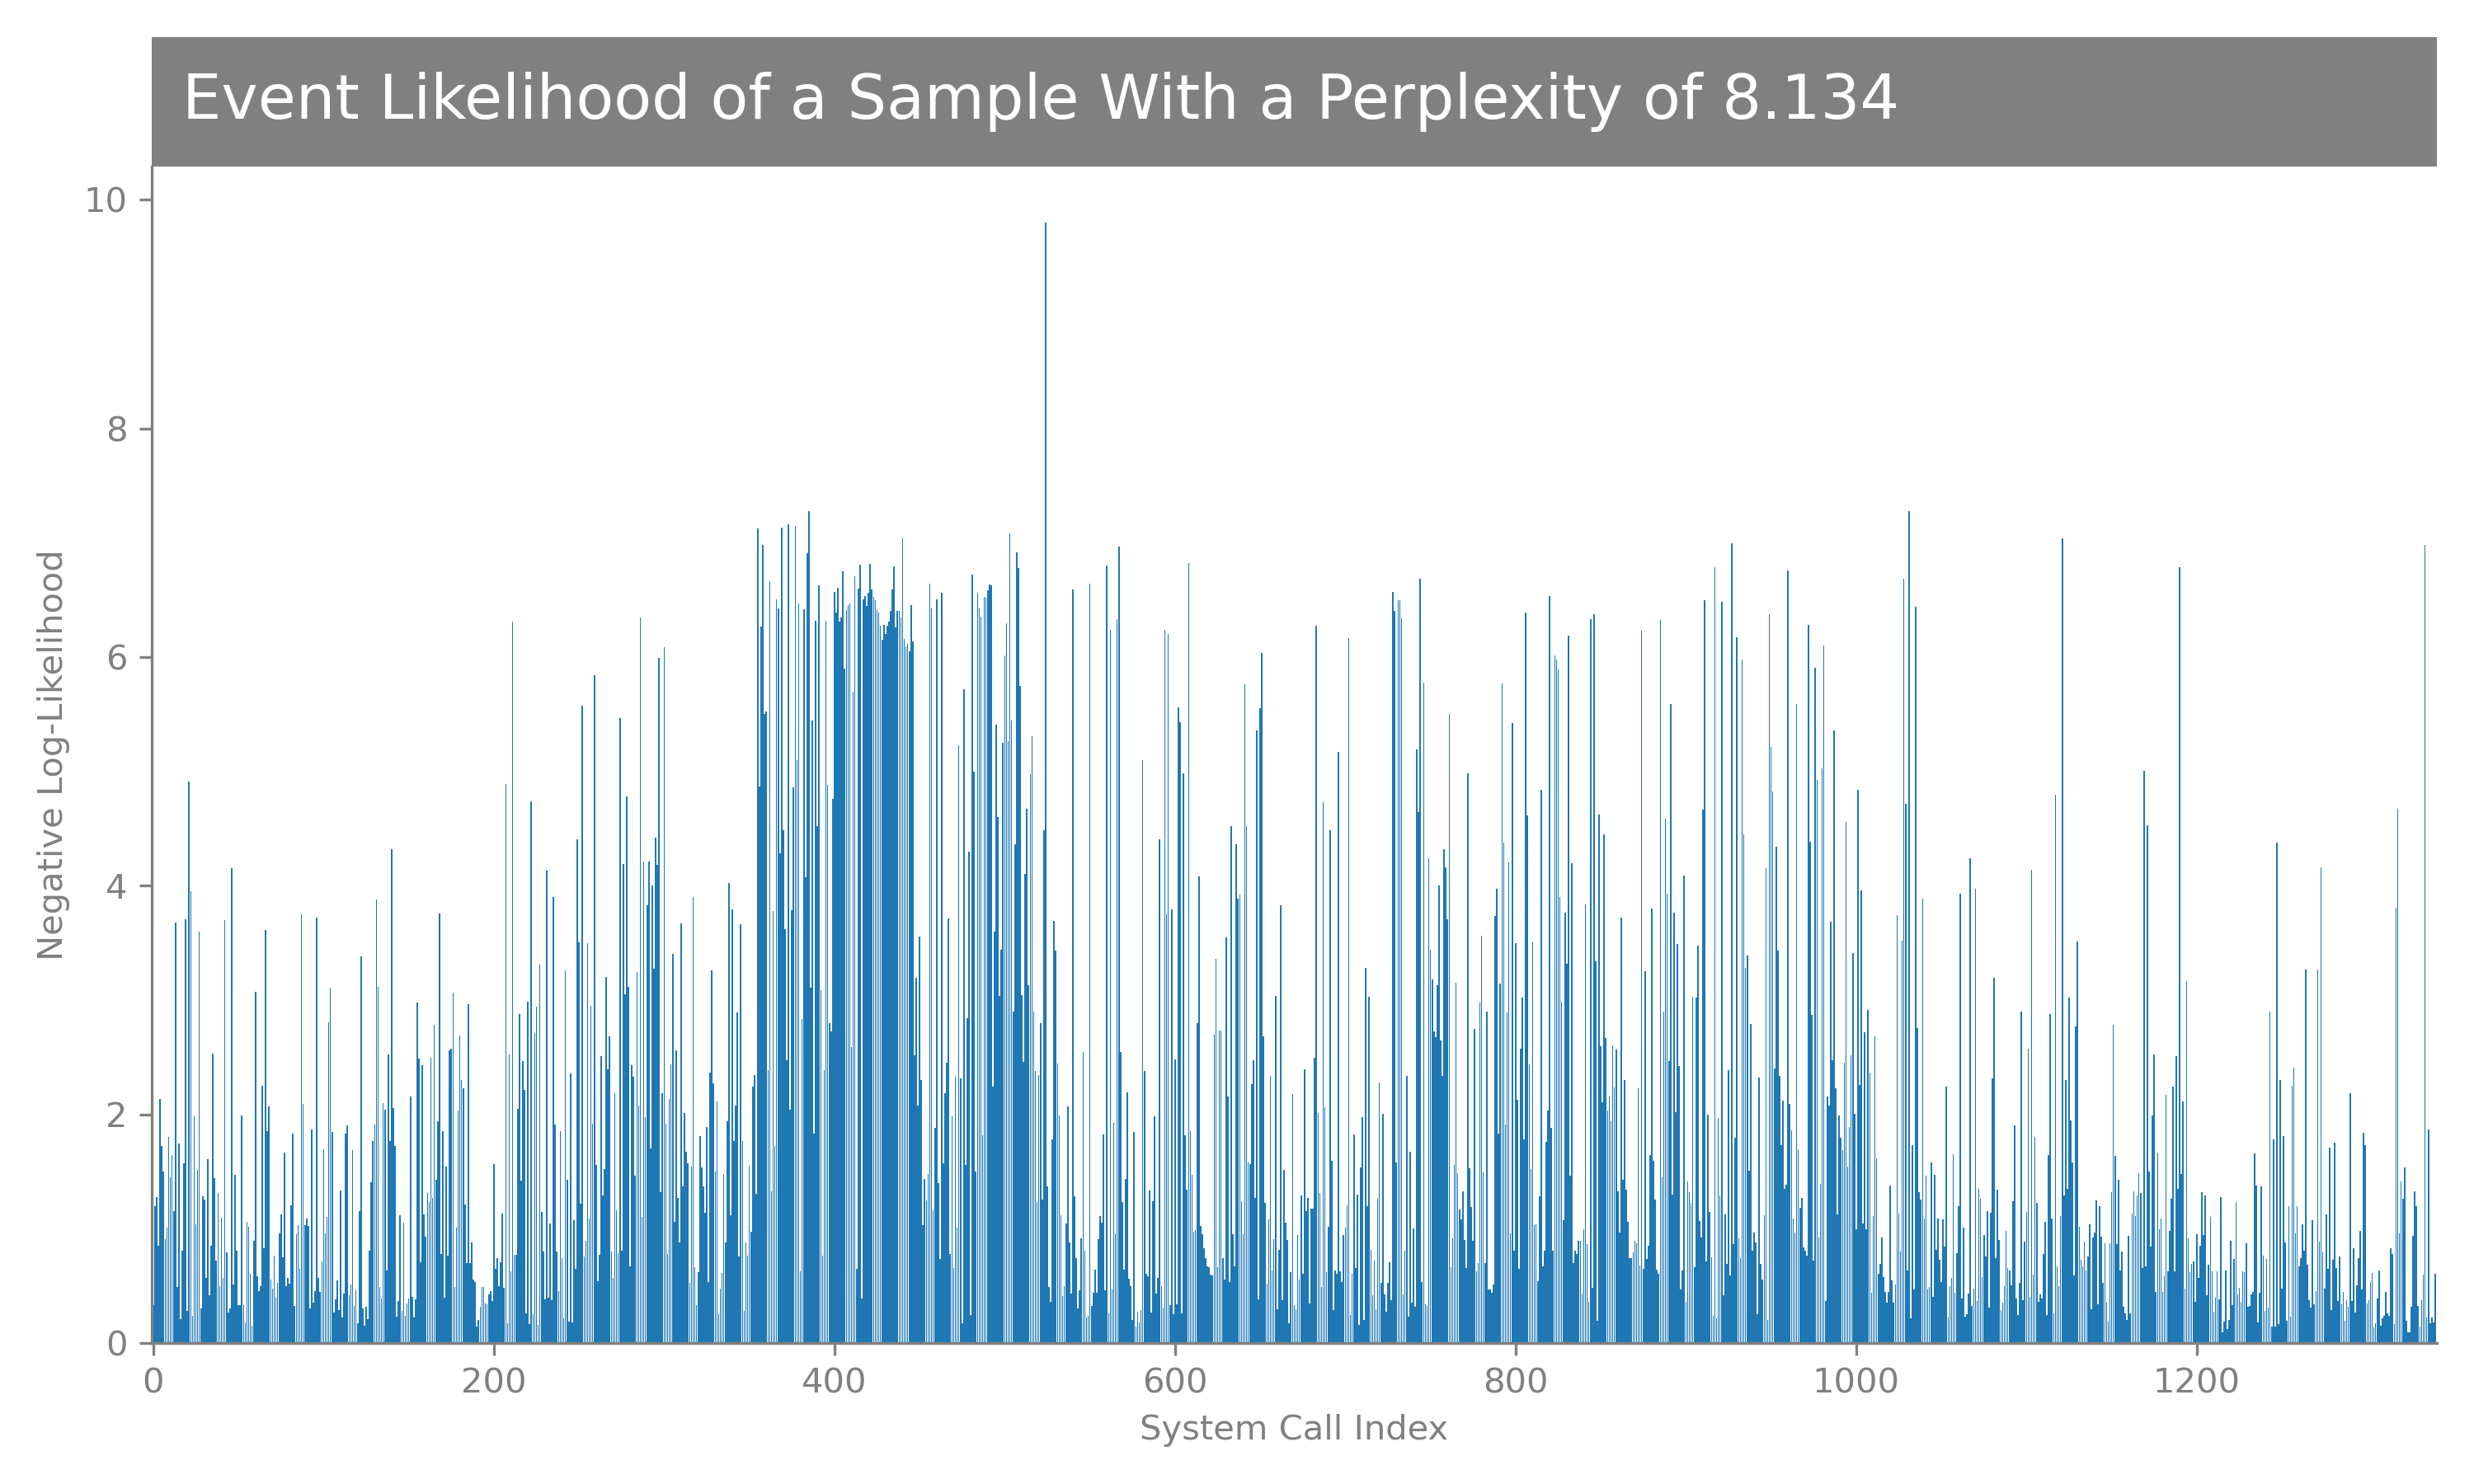 Event Likelihood of a Sample With a Perplexity of 8.134
10
8
6
4
2
0
Negative Log-Likelihood
0 200 400 600 800 1000 1200
System Call Index